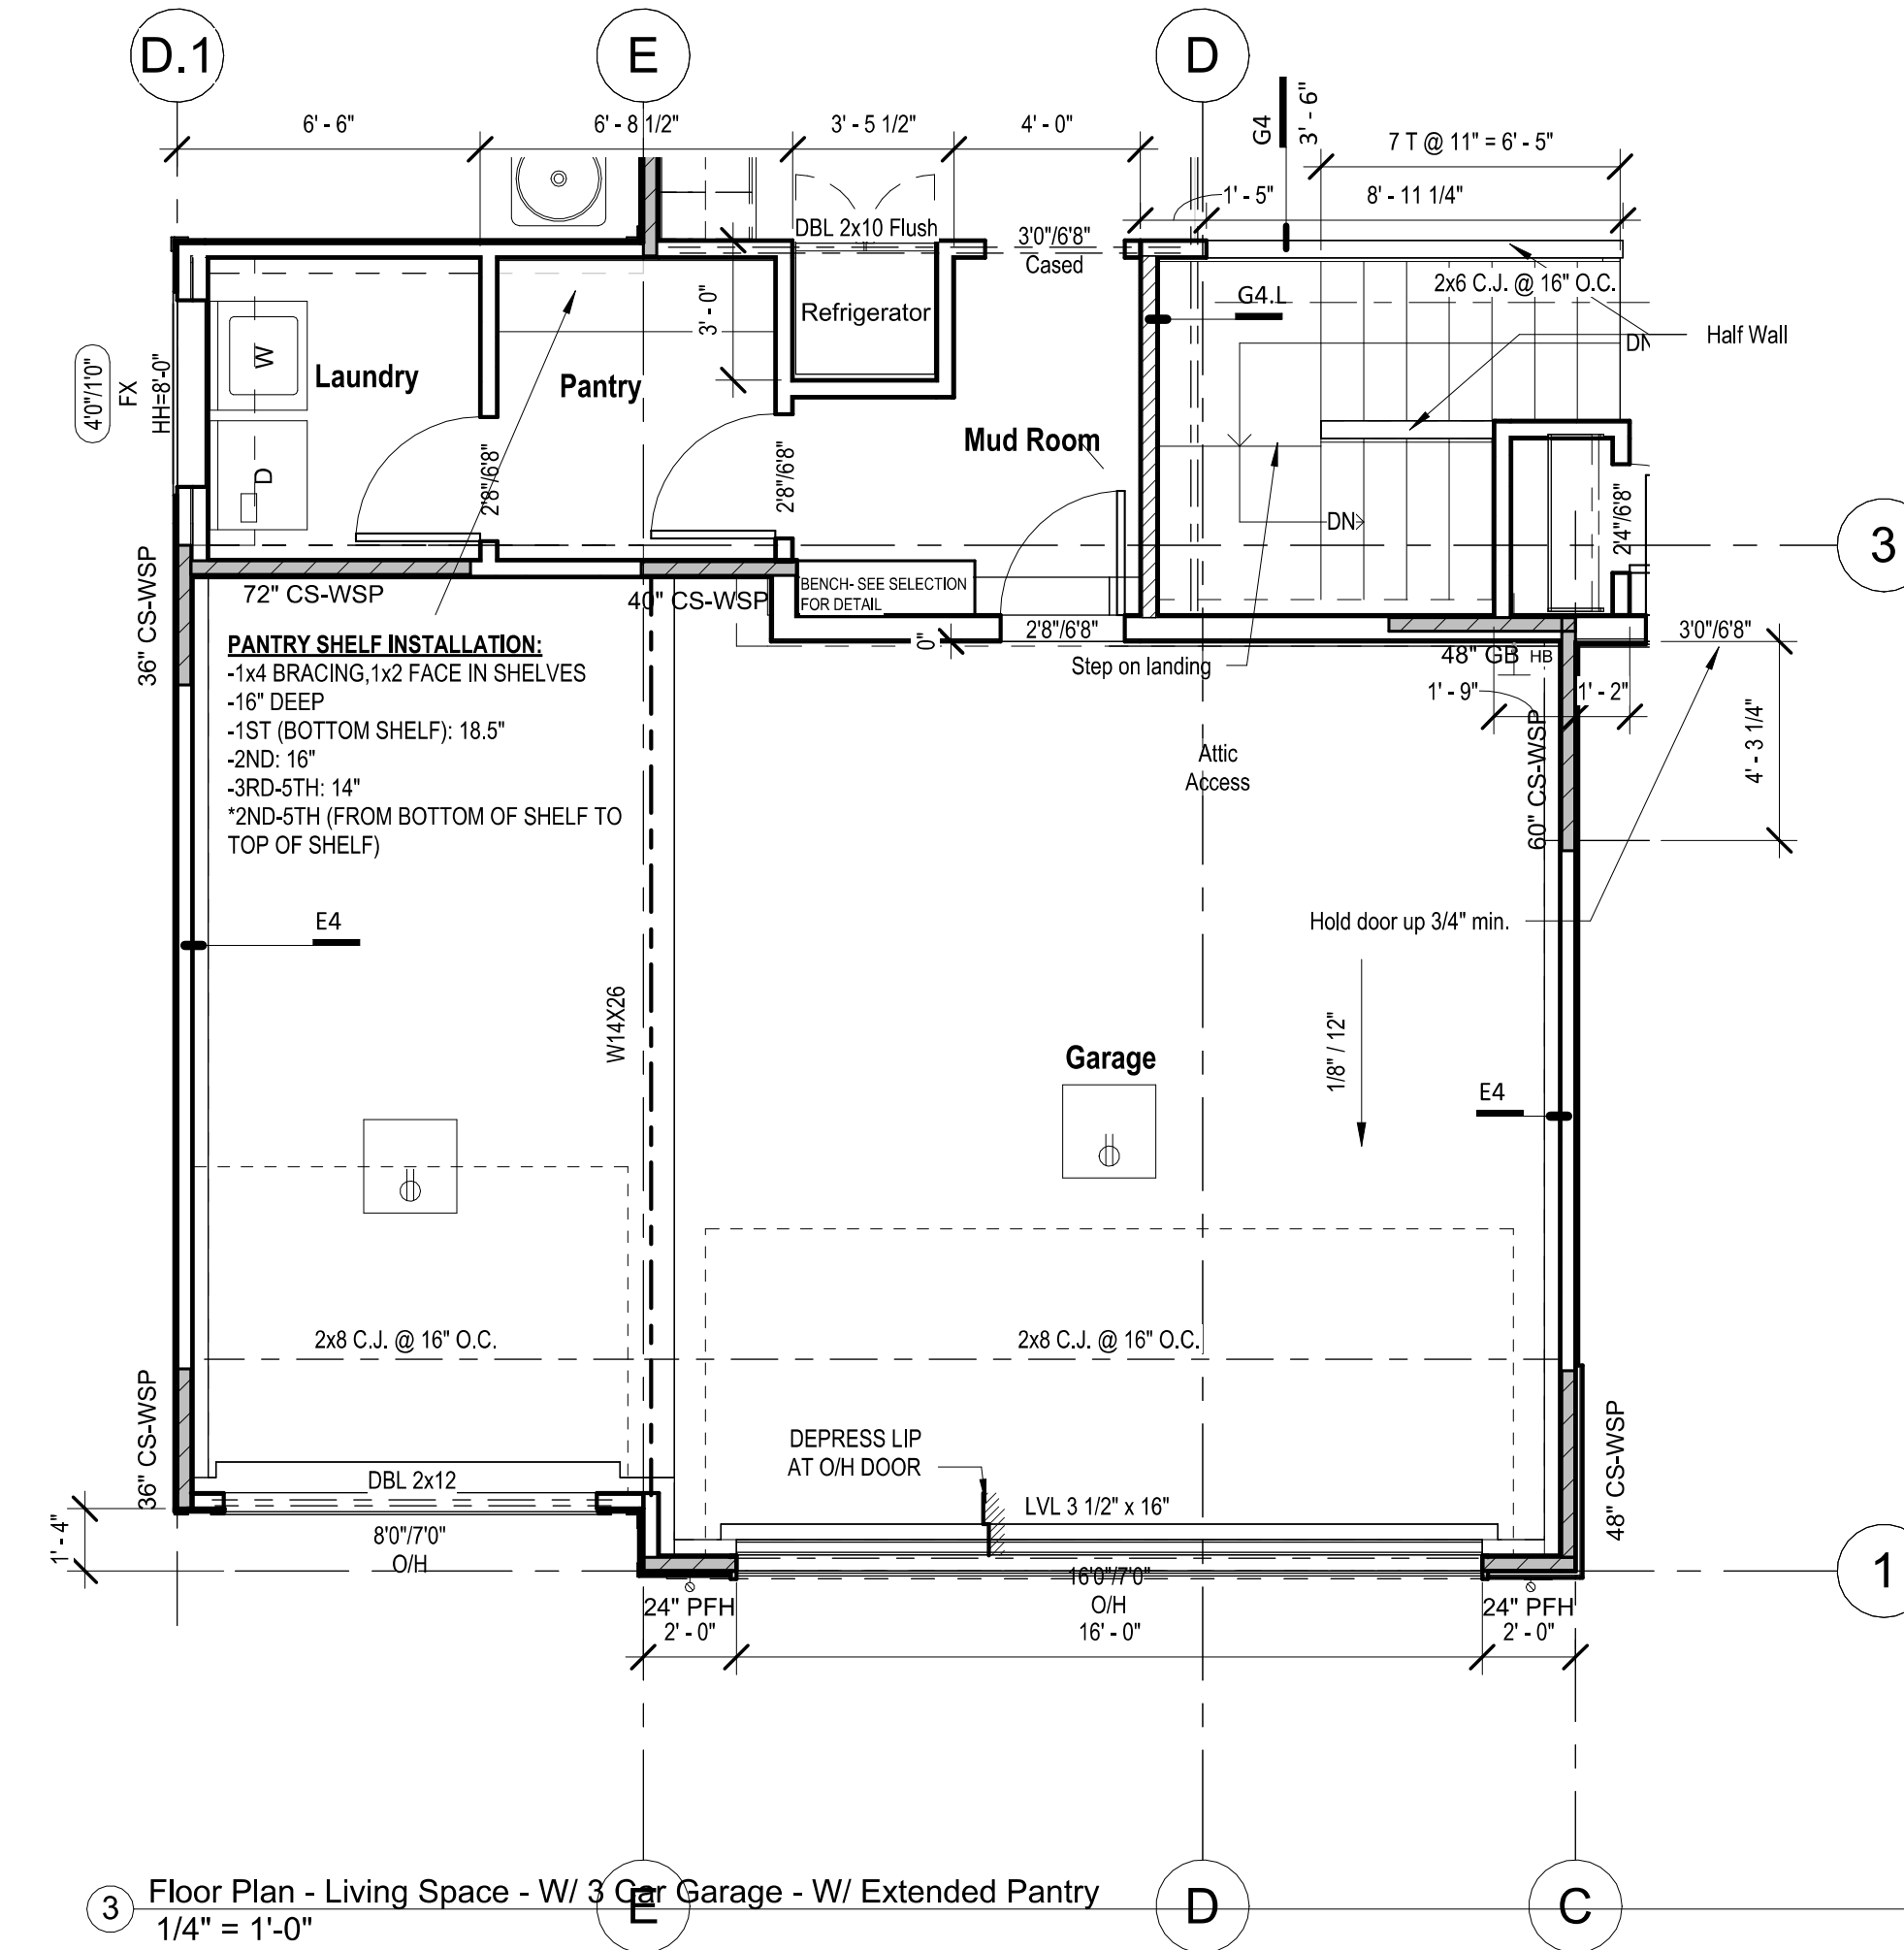 D.1
E
D
6' - 6"
6' - 8 1/2"
3' - 5 1/2"
4' - 0"
G4
3' - 6"
7 T @ 11" = 6' - 5"
1' - 5"
8' - 11 1/4"
DBL 2x10 Flush
3'0"/6'8"
Cased
2x6 C.J. @ 16" O.C.
G4.L
Refrigerator
3' - 0"
Half Wall
DN
4'0"/1'0"
FX
HH=8'-0"
W
Laundry
Pantry
Mud Room
D
2'8"/6'8"
2'8"/6'8"
DN
2'4"/6'8"
3
36" CS-WSP
72" CS-WSP
40" CS-WSP
BENCH- SEE SELECTION
FOR DETAIL
0"
2'8"/6'8"
Step on landing
48" GB
HB
3'0"/6'8"
1' - 9"
1' - 2"
4' - 3 1/4"
60" CS-WSP
PANTRY SHELF INSTALLATION:
-1x4 BRACING,1x2 FACE IN SHELVES
-16" DEEP
-1ST (BOTTOM SHELF): 18.5"
-2ND: 16"
-3RD-5TH: 14"
*2ND-5TH (FROM BOTTOM OF SHELF TO
TOP OF SHELF)
Attic
Access
E4
Hold door up 3/4" min.
W14X26
Garage
1/8" / 12"
E4
2x8 C.J. @ 16" O.C.
2x8 C.J. @ 16" O.C.
36" CS-WSP
DEPRESS LIP
AT O/H DOOR
48" CS-WSP
DBL 2x12
LVL 3 1/2" x 16"
1' - 4"
8'0"/7'0"
O/H
16'0"/7'0"
O/H
16' - 0"
24" PFH
2' - 0"
24" PFH
2' - 0"
1
3
Floor Plan - Living Space - W/ 3 Car Garage - W/ Extended Pantry
1/4" = 1'-0"
E
D
C